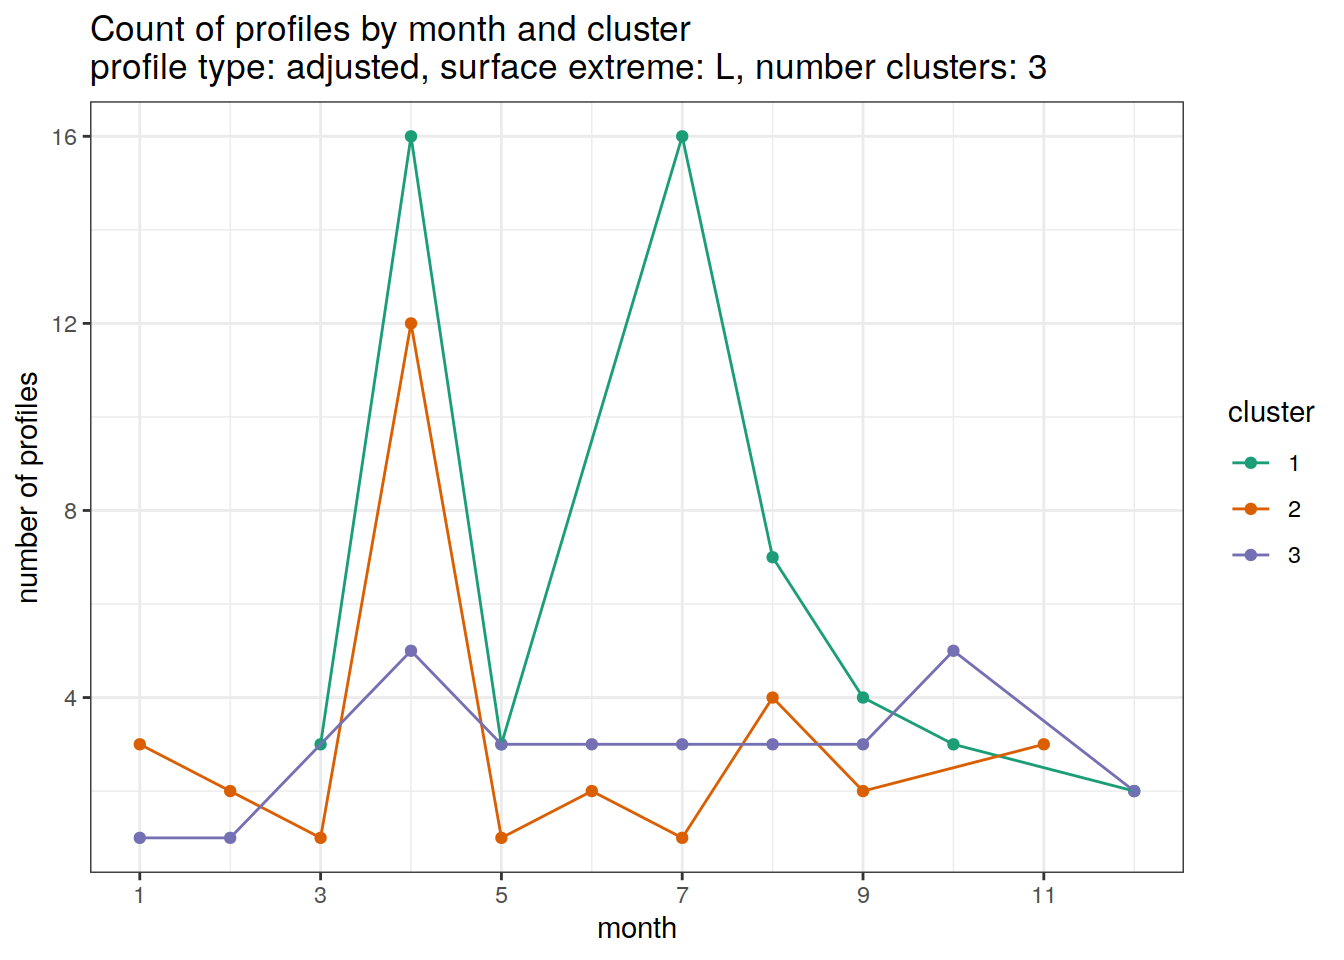 Count of profiles by month and cluster
profile type: adjusted, surface extreme: L, number clusters: 3
16
12
8
4
number of profiles
1 3 5 7 9 11
month
cluster
1
2
3